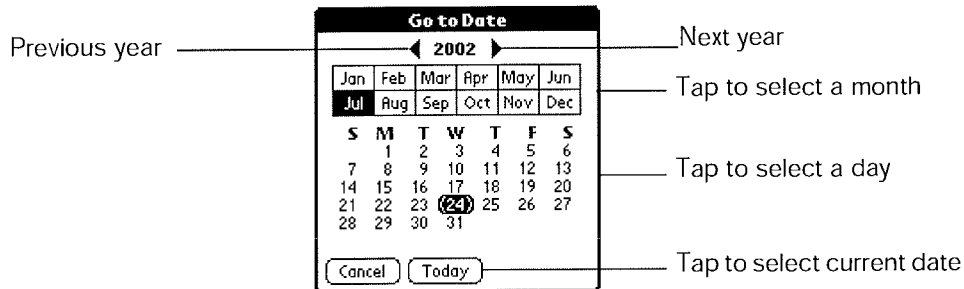 Go to Date
Previous year
2002
Next year
Jan Feb Mar Apr May Jun
Tap to select a month
Jul Aug Sep Oct Nov Dec
S M T W T F S
1 2 3 4 5 6
7 8 9 10 11 12 13
Tap to select a day
14 15 16 17 18 19 20
21 22 23 24 25 26 27
28 29 30 31
Cancel Today
Tap to select current date